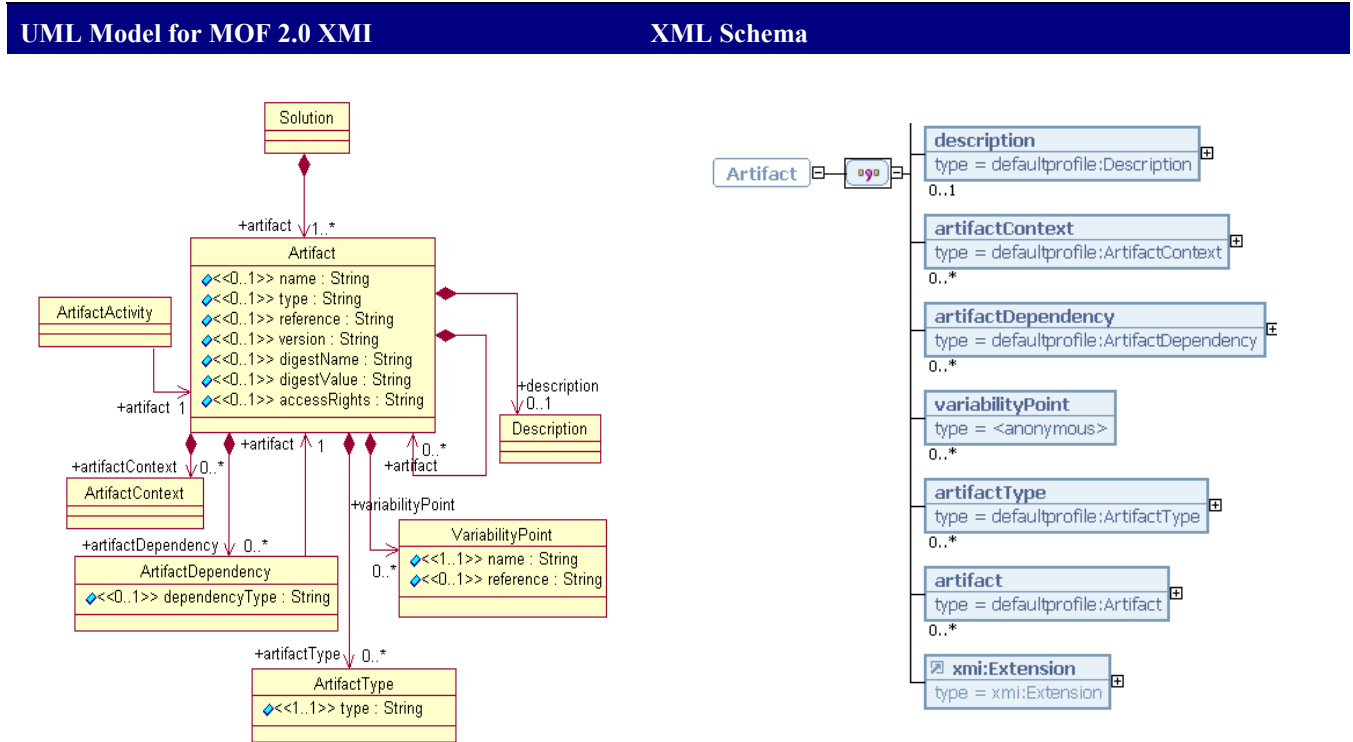 UML Model for MOF 2.0 XMI XML Schema
Solution
+artifact 1..*
Artifact
<<0..1>> name : String
<<0..1>> type : String
<<0..1>> reference : String
<<0..1>> version : String
<<0..1>> digestName : String
<<0..1>> digestValue : String
<<0..1>> accessRights : String
ArtifactActivity
+artifact 1
+description
0..1
Description
+artifact 1
0..*
+artifact
+artifactContext 0..*
ArtifactContext
+variabilityPoint
0..*
VariabilityPoint
<<1..1>> name : String
<<0..1>> reference : String
+artifactDependency 0..*
ArtifactDependency
<<0..1>> dependencyType : String
+artifactType 0..*
ArtifactType
<<1..1>> type : String
Artifact
description
type = defaultprofile:Description
0..1
artifactContext
type = defaultprofile:ArtifactContext
0..*
artifactDependency
type = defaultprofile:ArtifactDependency
0..*
variabilityPoint
type = <anonymous>
0..*
artifactType
type = defaultprofile:ArtifactType
0..*
artifact
type = defaultprofile:Artifact
0..*
xmi:Extension
type = xmi:Extension